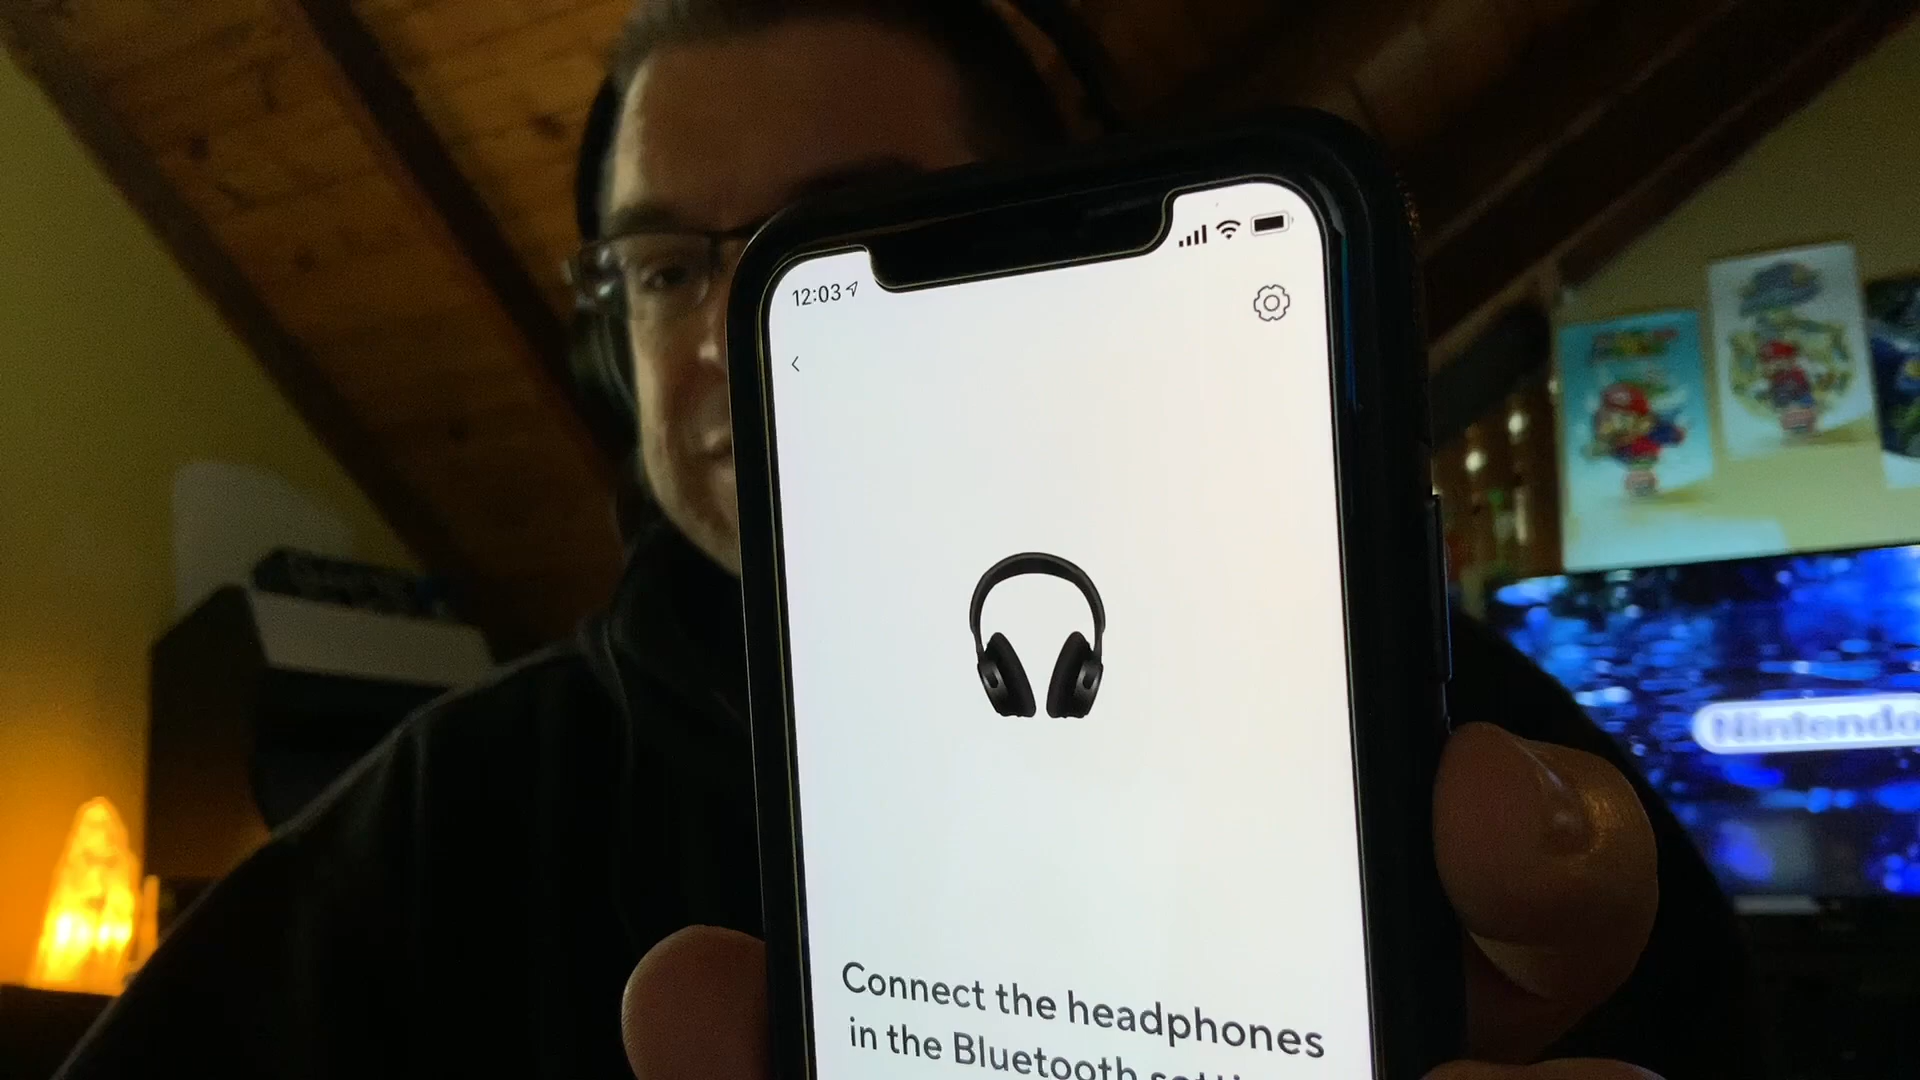 12:03
Connect the headphones
in the Bluetooth
Nintendo